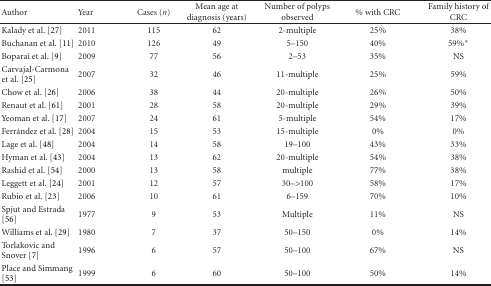 Author Year Cases (n) Mean age at diagnosis (years) Number of polyps observed % with CRC Family history of CRC
Kalady et al. [27] 2011 115 62 2-multiple 25% 38%
Buchanan et al. [11] 2010 126 49 5–150 40% 59%*
Boparai et al. [9] 2009 77 56 2–53 35% NS
Carvajal-Carmona et al. [25] 2007 32 46 11-multiple 25% 59%
Chow et al. [26] 2006 38 44 20-multiple 26% 50%
Renaut et al. [61] 2001 28 58 20-multiple 29% 39%
Yeoman et al. [17] 2007 24 61 5-multiple 54% 17%
Ferrández et al. [28] 2004 15 53 15-multiple 0% 0%
Lage et al. [48] 2004 14 58 19–100 43% 33%
Hyman et al. [43] 2004 13 62 20-multiple 54% 38%
Rashid et al. [54] 2000 13 58 multiple 77% 38%
Leggett et al. [24] 2001 12 57 30–>100 58% 17%
Rubio et al. [23] 2006 10 61 6–159 70% 10%
Spjut and Estrada [56] 1977 9 53 Multiple 11% NS
Williams et al. [29] 1980 7 37 50–150 0% 14%
Torlakovic and Snover [7] 1996 6 57 50–100 67% NS
Place and Simmang [53] 1999 6 60 50–100 50% 14%